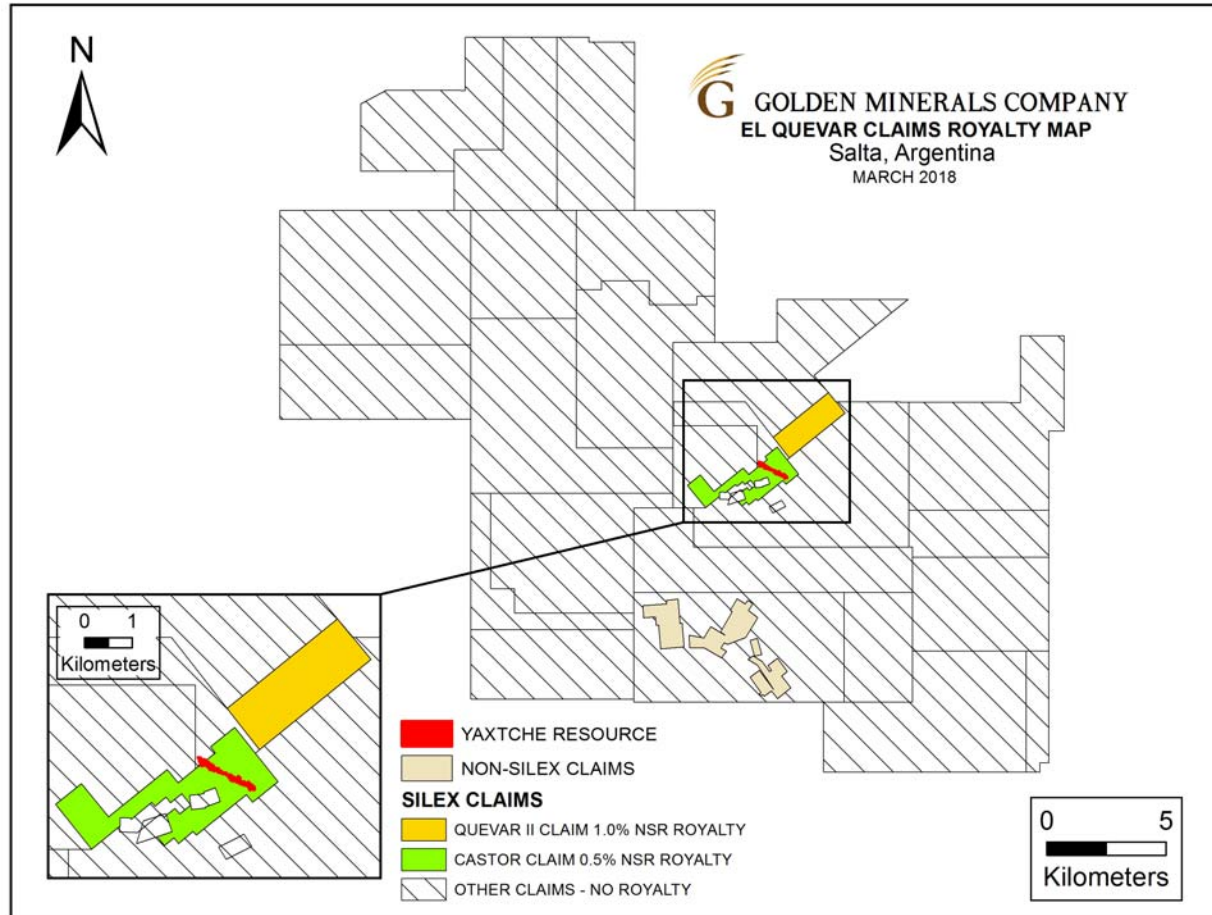 N
G GOLDEN MINERALS COMPANY
EL QUEVAR CLAIMS ROYALTY MAP
Salta, Argentina
MARCH 2018
0 1
Kilometers
YAXTCHE RESOURCE
NON-SILEX CLAIMS
SILEX CLAIMS
QUEVAR II CLAIM 1.0% NSR ROYALTY
CASTOR CLAIM 0.5% NSR ROYALTY
OTHER CLAIMS - NO ROYALTY
0 5
Kilometers